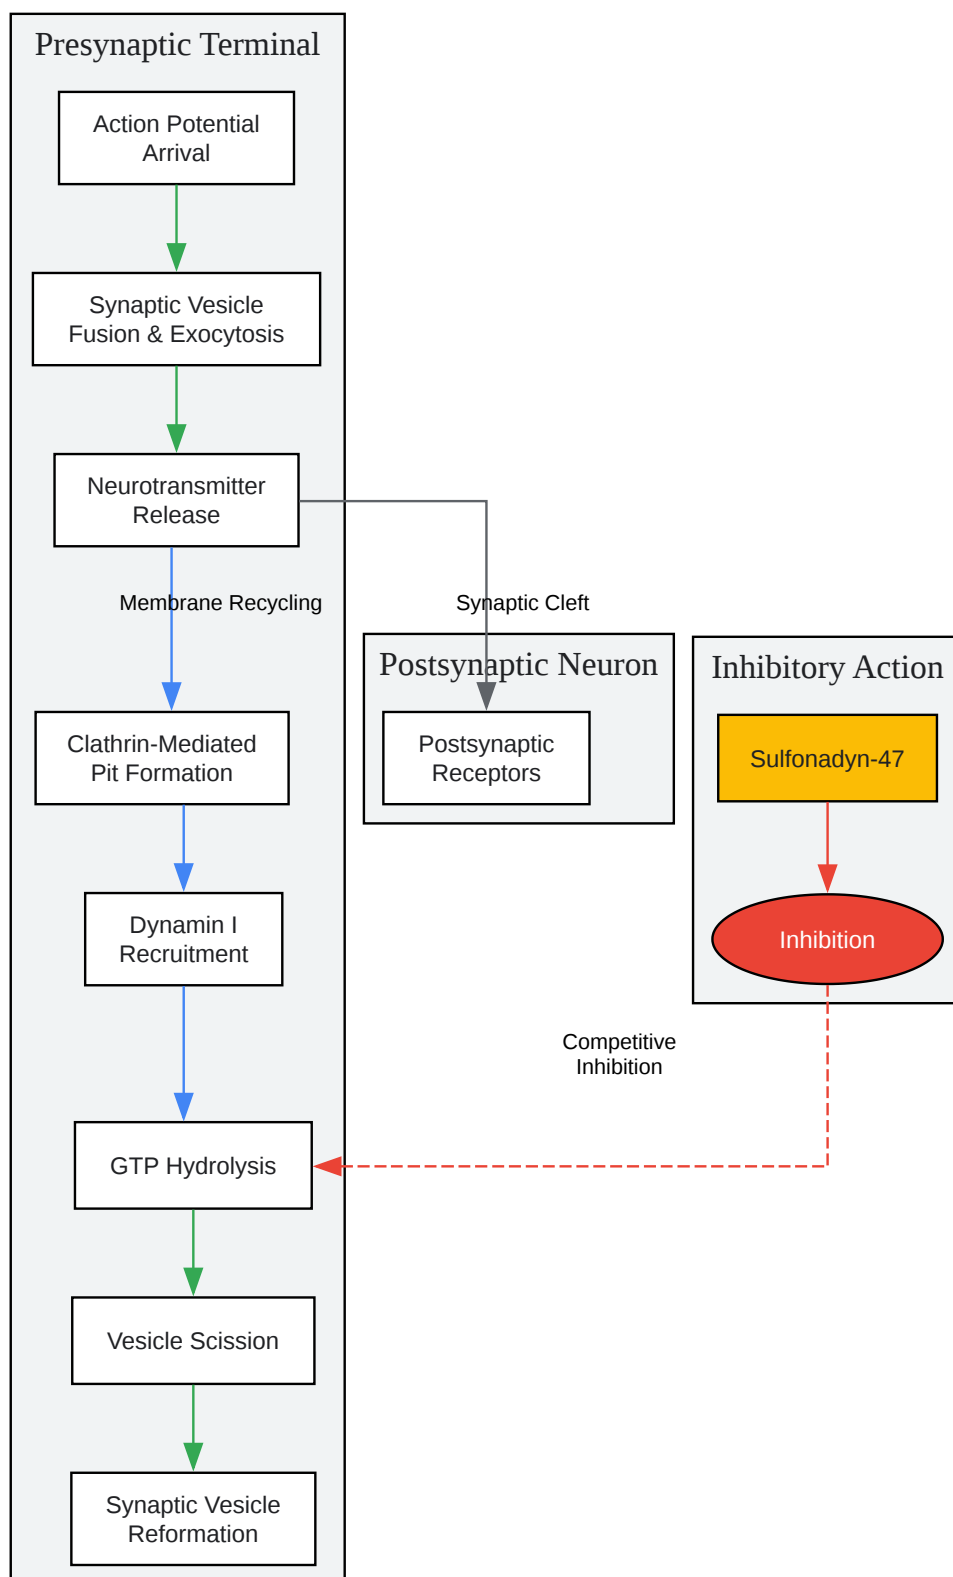 Presynaptic Terminal
Action Potential
Arrival
Synaptic Vesicle
Fusion & Exocytosis
Neurotransmitter
Release
Membrane Recycling
Synaptic Cleft
Postsynaptic Neuron
Inhibitory Action
Clathrin-Mediated
Pit Formation
Postsynaptic
Receptors
Sulfonadyn-47
Dynamin I
Recruitment
Inhibition
Competitive
Inhibition
GTP Hydrolysis
Vesicle Scission
Synaptic Vesicle
Reformation